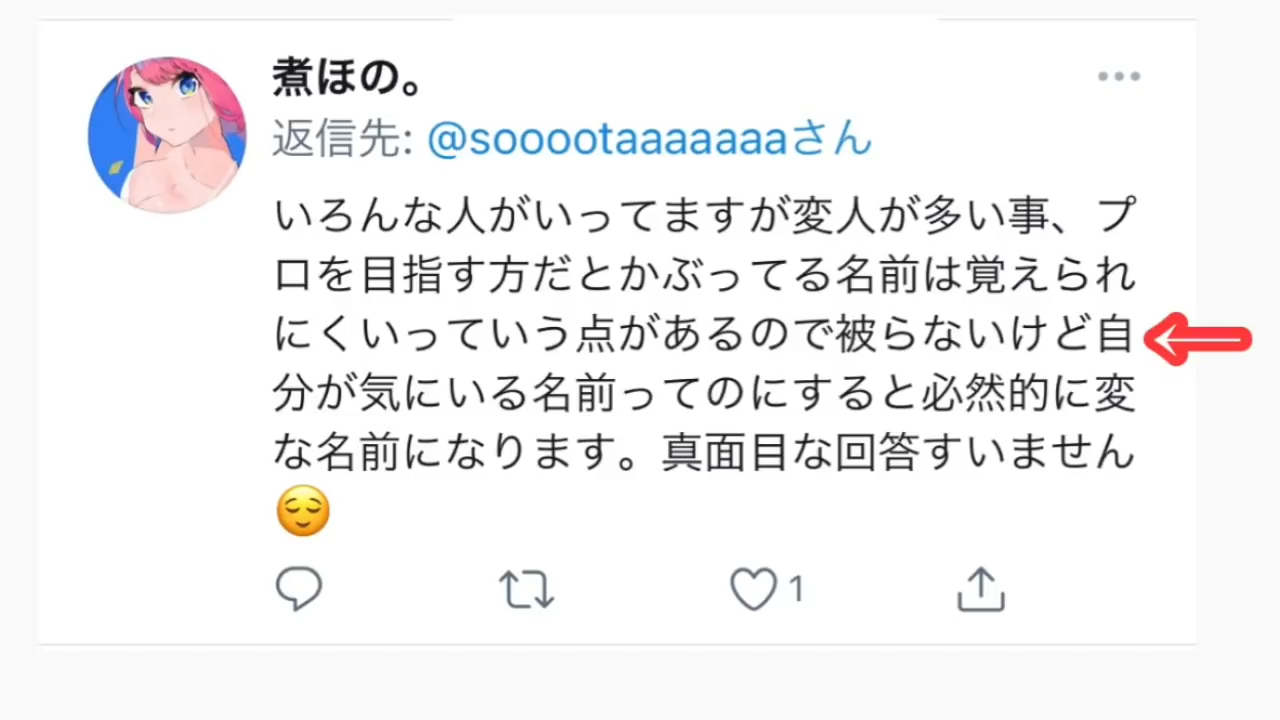 煮ほの。
返信先: @sooootaaaaaaaさん
いろんな人がいってますが変人が多い事、プ
ロを目指す方だとかぶってる名前は覚えられ
にくいっていう点があるので被らないけど自
分が気にいる名前ってのにすると必然的に変
な名前になります。真面目な回答すいません
😌
1